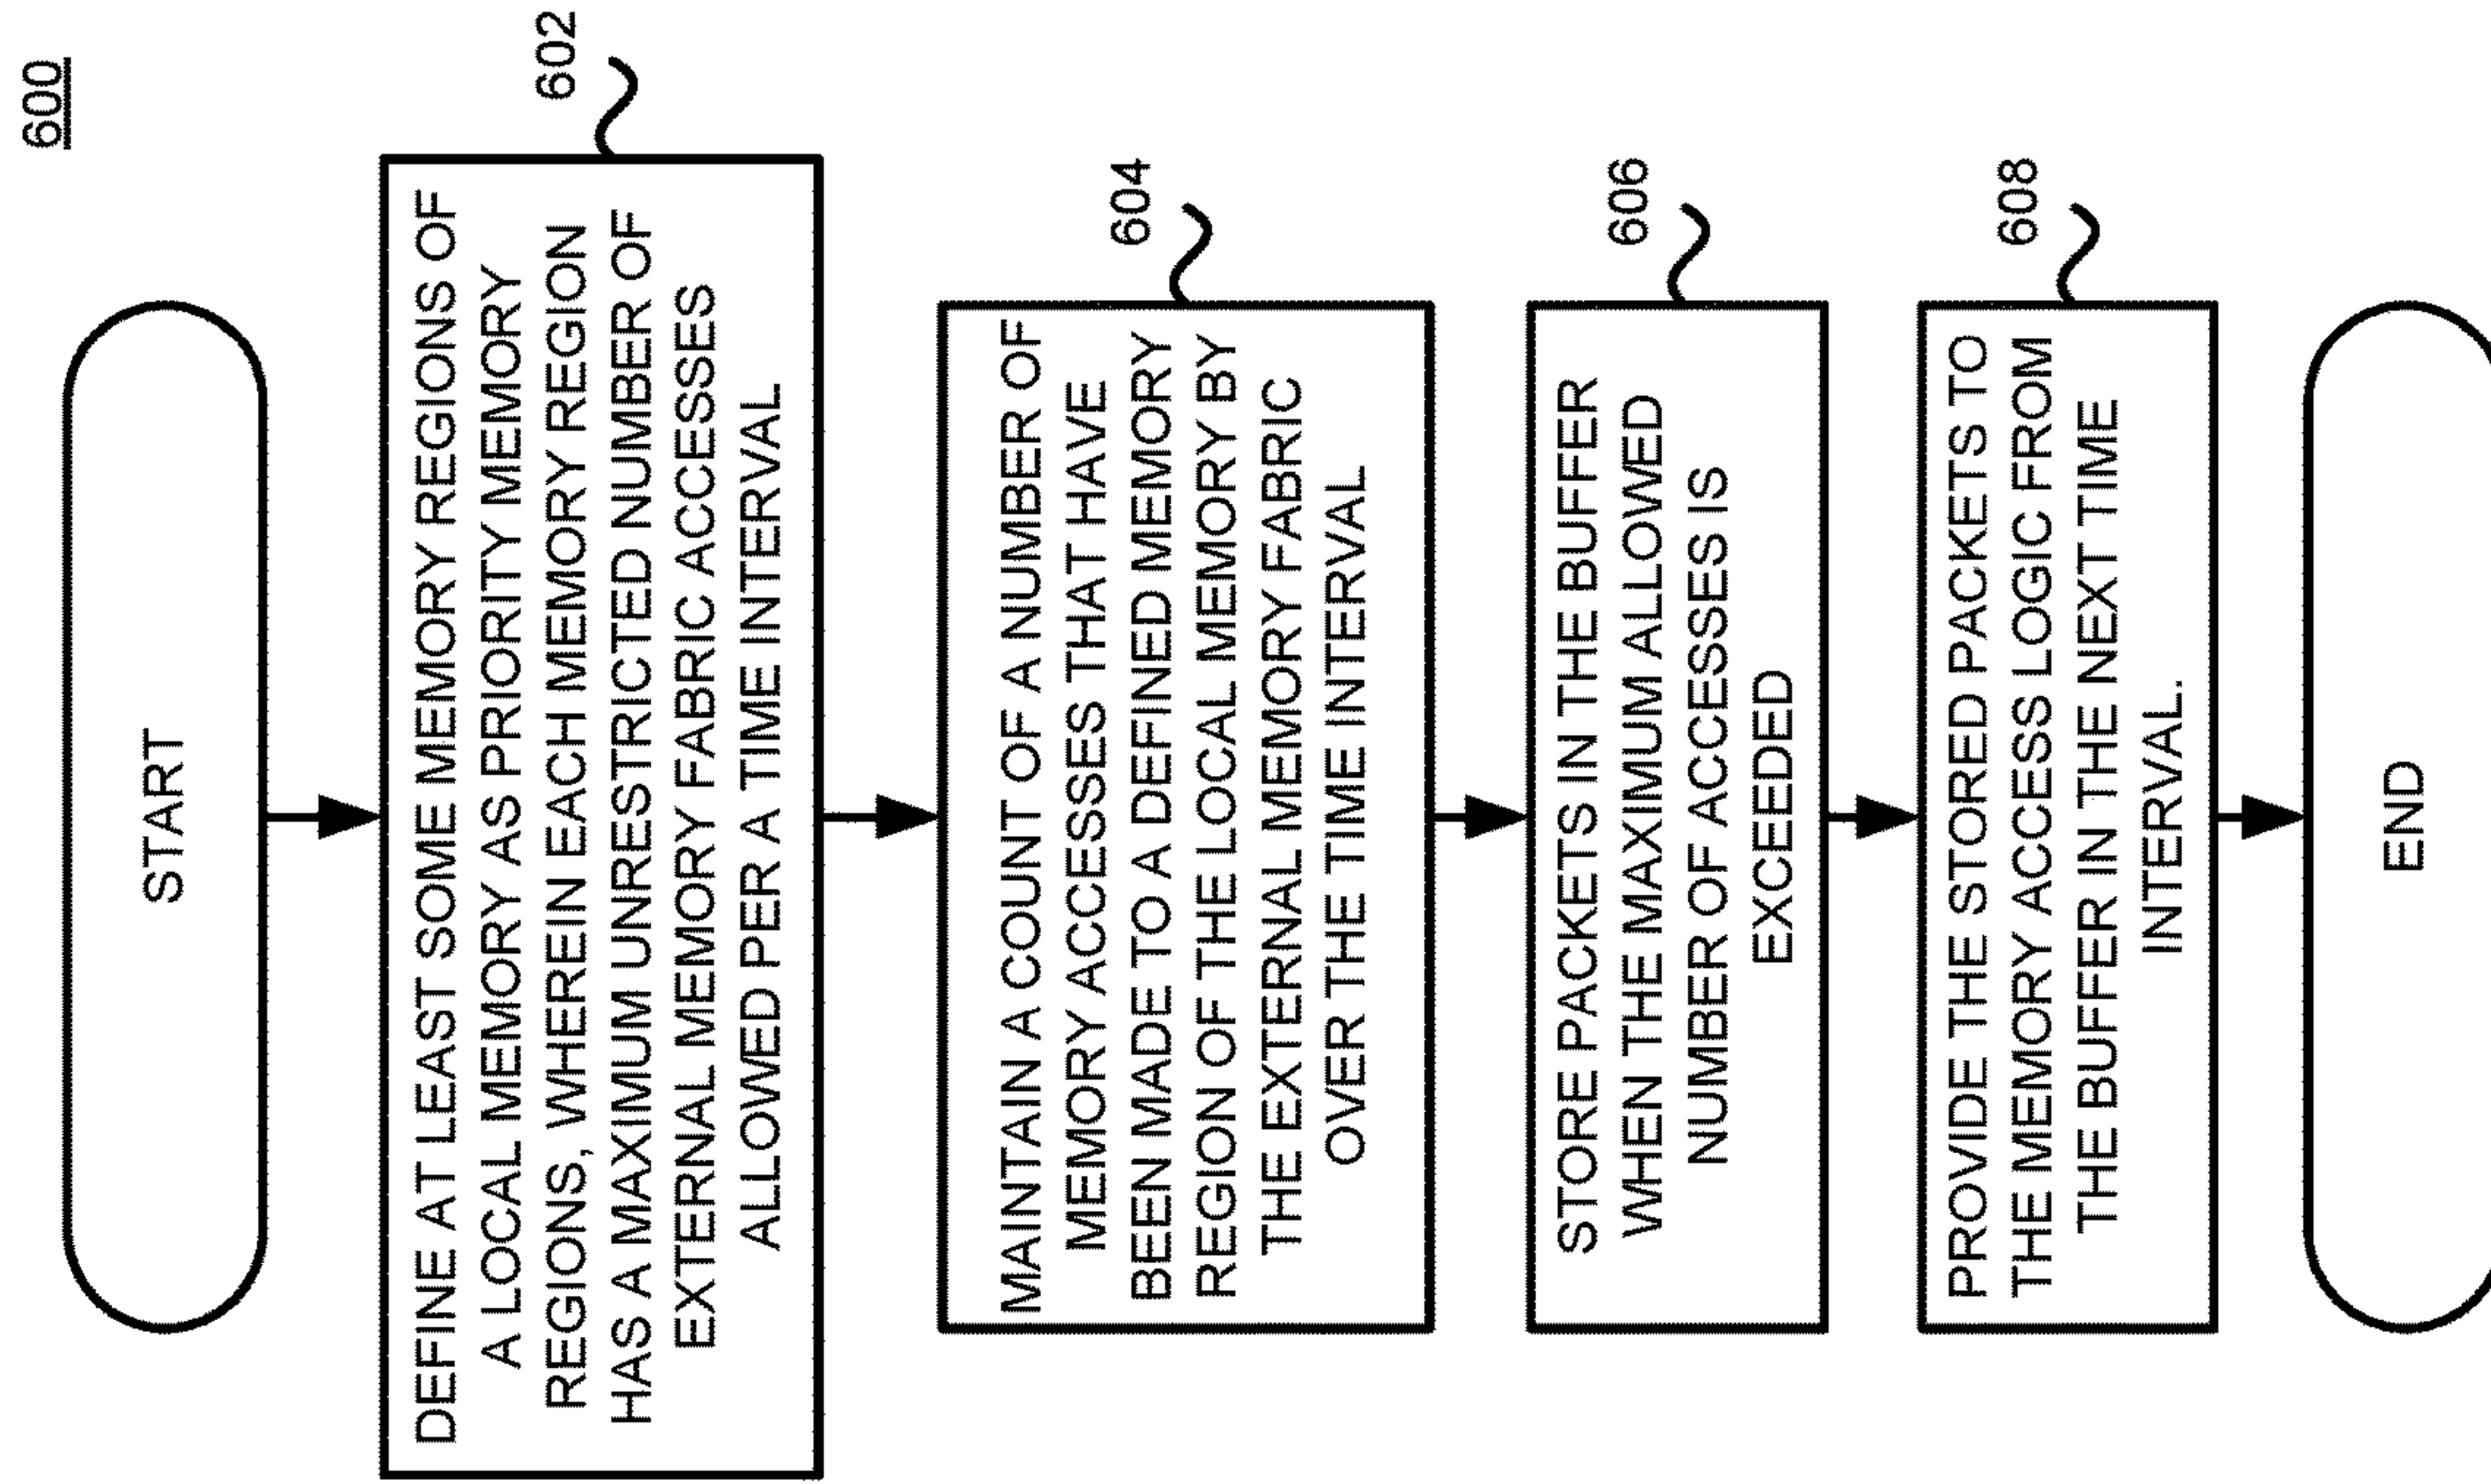 600
START
DEFINE AT LEAST SOME MEMORY REGIONS OF
A LOCAL MEMORY AS PRIORITY MEMORY
REGIONS, WHEREIN EACH MEMORY REGION
HAS A MAXIMUM UNRESTRICTED NUMBER OF
EXTERNAL MEMORY FABRIC ACCESSES
ALLOWED PER A TIME INTERVAL
602
MAINTAIN A COUNT OF A NUMBER OF
MEMORY ACCESSES THAT HAVE
BEEN MADE TO A DEFINED MEMORY
REGION OF THE LOCAL MEMORY BY
THE EXTERNAL MEMORY FABRIC
OVER THE TIME INTERVAL
604
STORE PACKETS IN THE BUFFER
WHEN THE MAXIMUM ALLOWED
NUMBER OF ACCESSES IS
EXCEEDED
606
PROVIDE THE STORED PACKETS TO
THE MEMORY ACCESS LOGIC FROM
THE BUFFER IN THE NEXT TIME
INTERVAL.
608
END